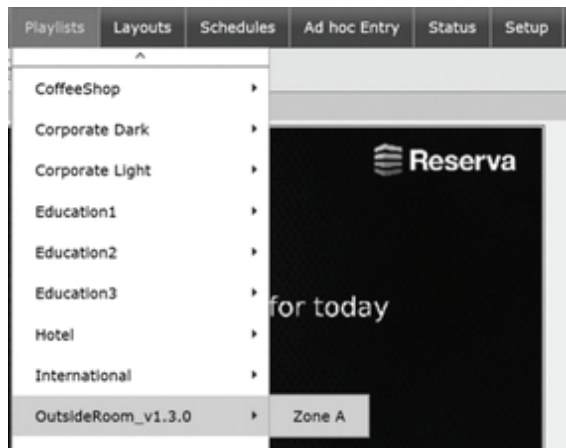 Playlists Layouts Schedules Ad hoc Entry Status Setup
CoffeeShop
Corporate Dark
Corporate Light
Reserva
Education1
Education2
Education3
for today
Hotel
International
OutsideRoom_v1.3.0 Zone A